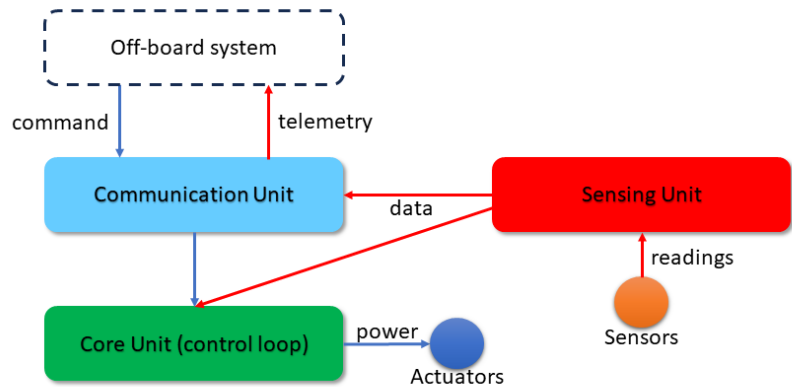 Off-board system
command
telemetry
Communication Unit
Sensing Unit
data
readings
Core Unit (control loop)
power
Sensors
Actuators